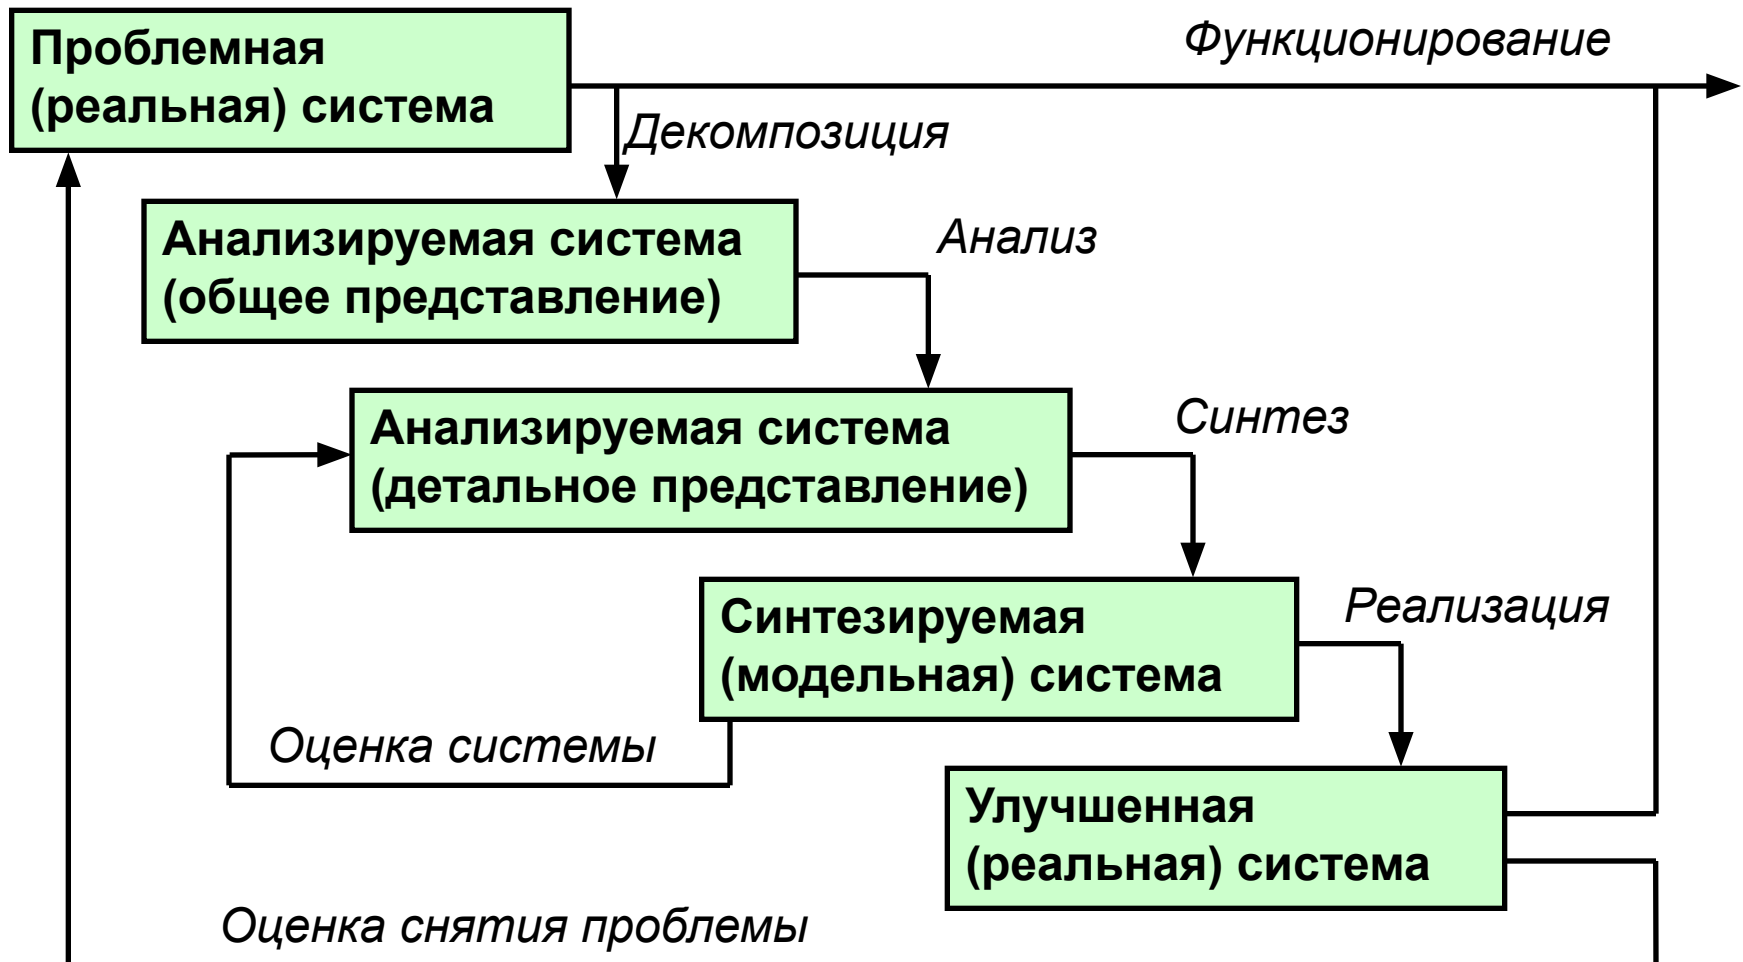 Проблемная
(реальная) система
Функционирование
Декомпозиция
Анализируемая система
(общее представление)
Анализ
Анализируемая система
(детальное представление)
Синтез
Синтезируемая
(модельная) система
Реализация
Оценка системы
Улучшенная
(реальная) система
Оценка снятия проблемы